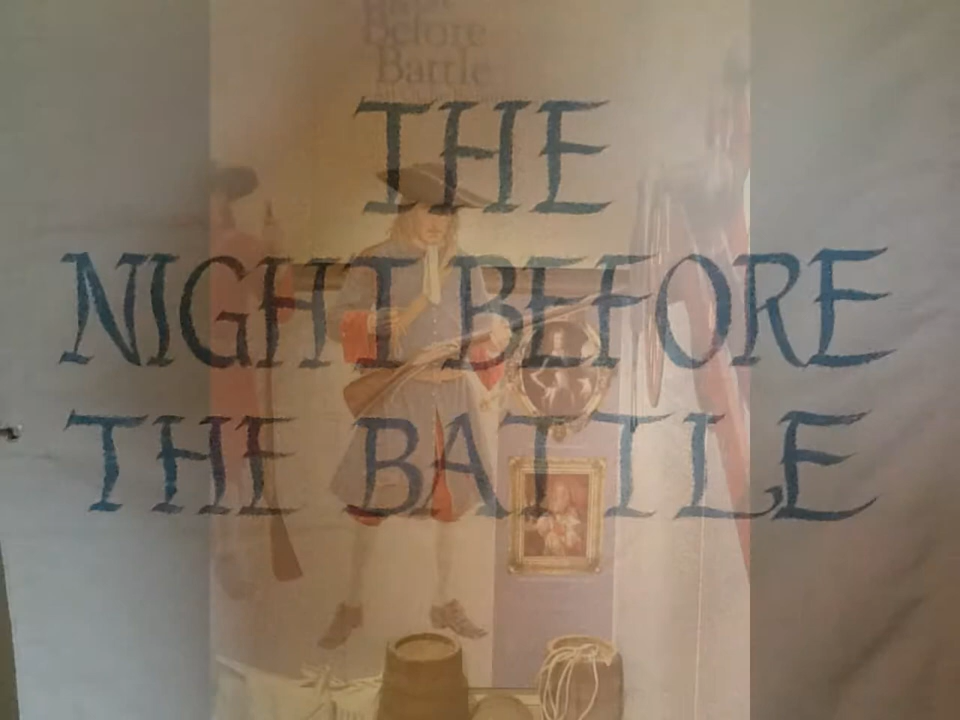 Before
Battle
THE
NIGHT BEFORE
THE BATTLE